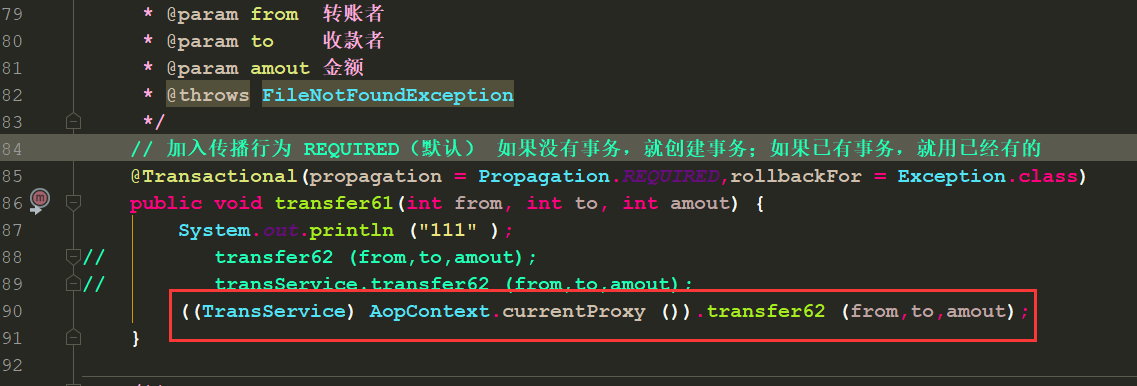 79 * @param from 转账者
80 * @param to 收款者
81 * @param amout 金额
82 * @throws FileNotFoundException
83 */
84 // 加入传播行为 REQUIRED（默认） 如果没有事务，就创建事务；如果已有事务，就用已经有的
85 @Transactional(propagation = Propagation.REQUIRED,rollbackFor = Exception.class)
86 public void transfer61(int from, int to, int amout) {
87 System.out.println ("111" );
88 // transfer62 (from,to,amout);
89 // transService.transfer62 (from,to,amout);
90 ((TransService) AopContext.currentProxy ()).transfer62 (from,to,amout);
91 }
92